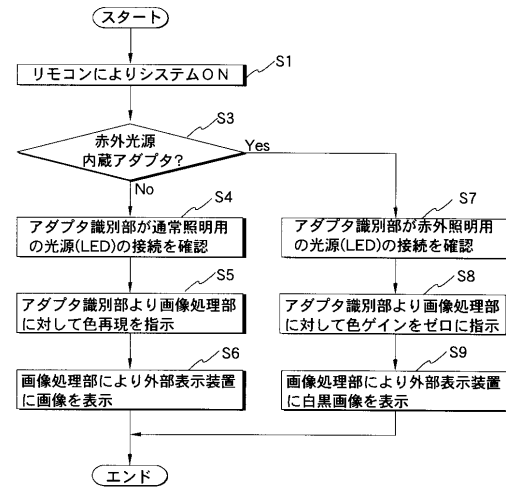 スタート
リモコンによりシステムON
S1
赤外光源
内蔵アダプタ?
S3
Yes
No
S4
アダプタ識別部が通常照明用
の光源(LED)の接続を確認
S5
アダプタ識別部より画像処理部
に対して色再現を指示
S6
画像処理部により外部表示装置
に画像を表示
S7
アダプタ識別部が赤外照明用
の光源(LED)の接続を確認
S8
アダプタ識別部より画像処理部
に対して色ゲインをゼロに指示
S9
画像処理部により外部表示装置
に白黒画像を表示
エンド